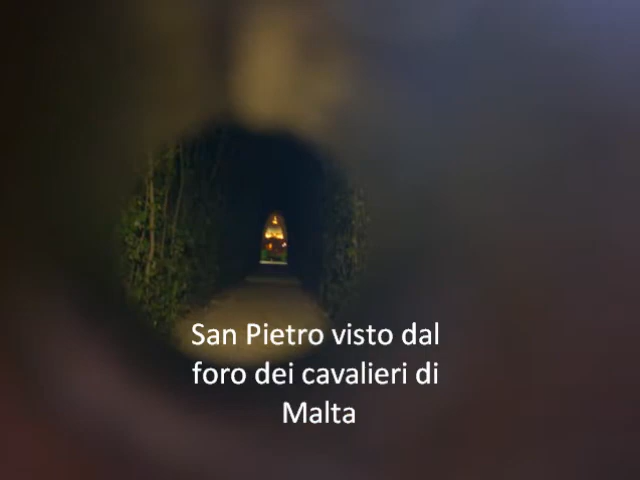 San Pietro visto dal
foro dei cavalieri di
Malta